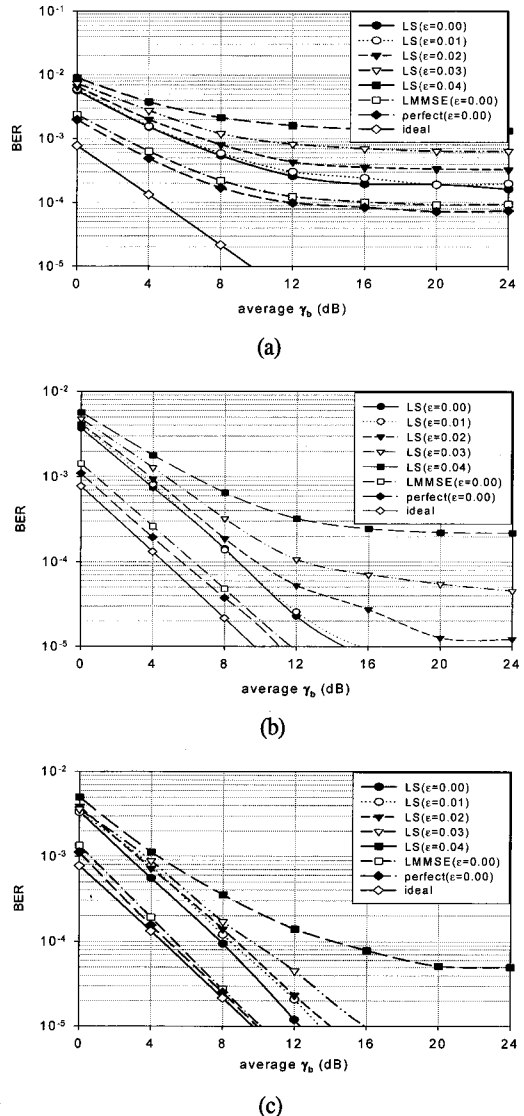 10⁻¹
10⁻²
10⁻³
10⁻⁴
10⁻⁵
BER
LS(ε=0.00)
LS(ε=0.01)
LS(ε=0.02)
LS(ε=0.03)
LS(ε=0.04)
LMMSE(ε=0.00)
perfect(ε=0.00)
ideal
0 4 8 12 16 20 24
average γb (dB)
(a)
10⁻²
10⁻³
10⁻⁴
10⁻⁵
BER
LS(ε=0.00)
LS(ε=0.01)
LS(ε=0.02)
LS(ε=0.03)
LS(ε=0.04)
LMMSE(ε=0.00)
perfect(ε=0.00)
ideal
0 4 8 12 16 20 24
average γb (dB)
(b)
10⁻²
10⁻³
10⁻⁴
10⁻⁵
BER
LS(ε=0.00)
LS(ε=0.01)
LS(ε=0.02)
LS(ε=0.03)
LS(ε=0.04)
LMMSE(ε=0.00)
perfect(ε=0.00)
ideal
0 4 8 12 16 20 24
average γb (dB)
(c)